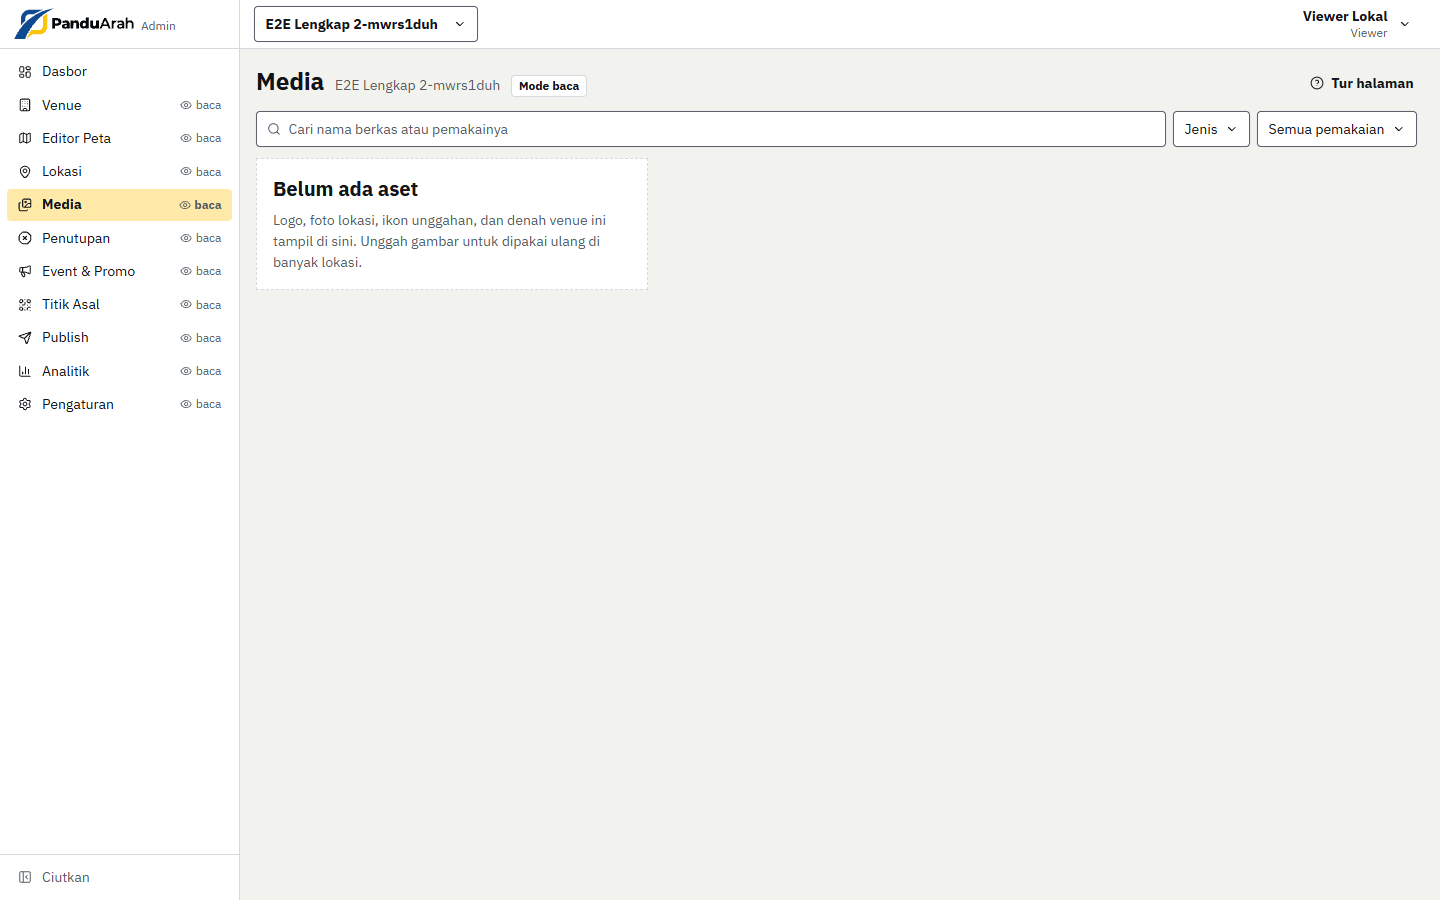 PanduArah Admin
E2E Lengkap 2-mwrs1duh
Viewer Lokal
Viewer
Dasbor
Venue baca
Editor Peta baca
Lokasi baca
Media baca
Penutupan baca
Event & Promo baca
Titik Asal baca
Publish baca
Analitik baca
Pengaturan baca
Ciutkan
Media E2E Lengkap 2-mwrs1duh Mode baca
Tur halaman
Cari nama berkas atau pemakainya
Jenis
Semua pemakaian
Belum ada aset
Logo, foto lokasi, ikon unggahan, dan denah venue ini
tampil di sini. Unggah gambar untuk dipakai ulang di
banyak lokasi.